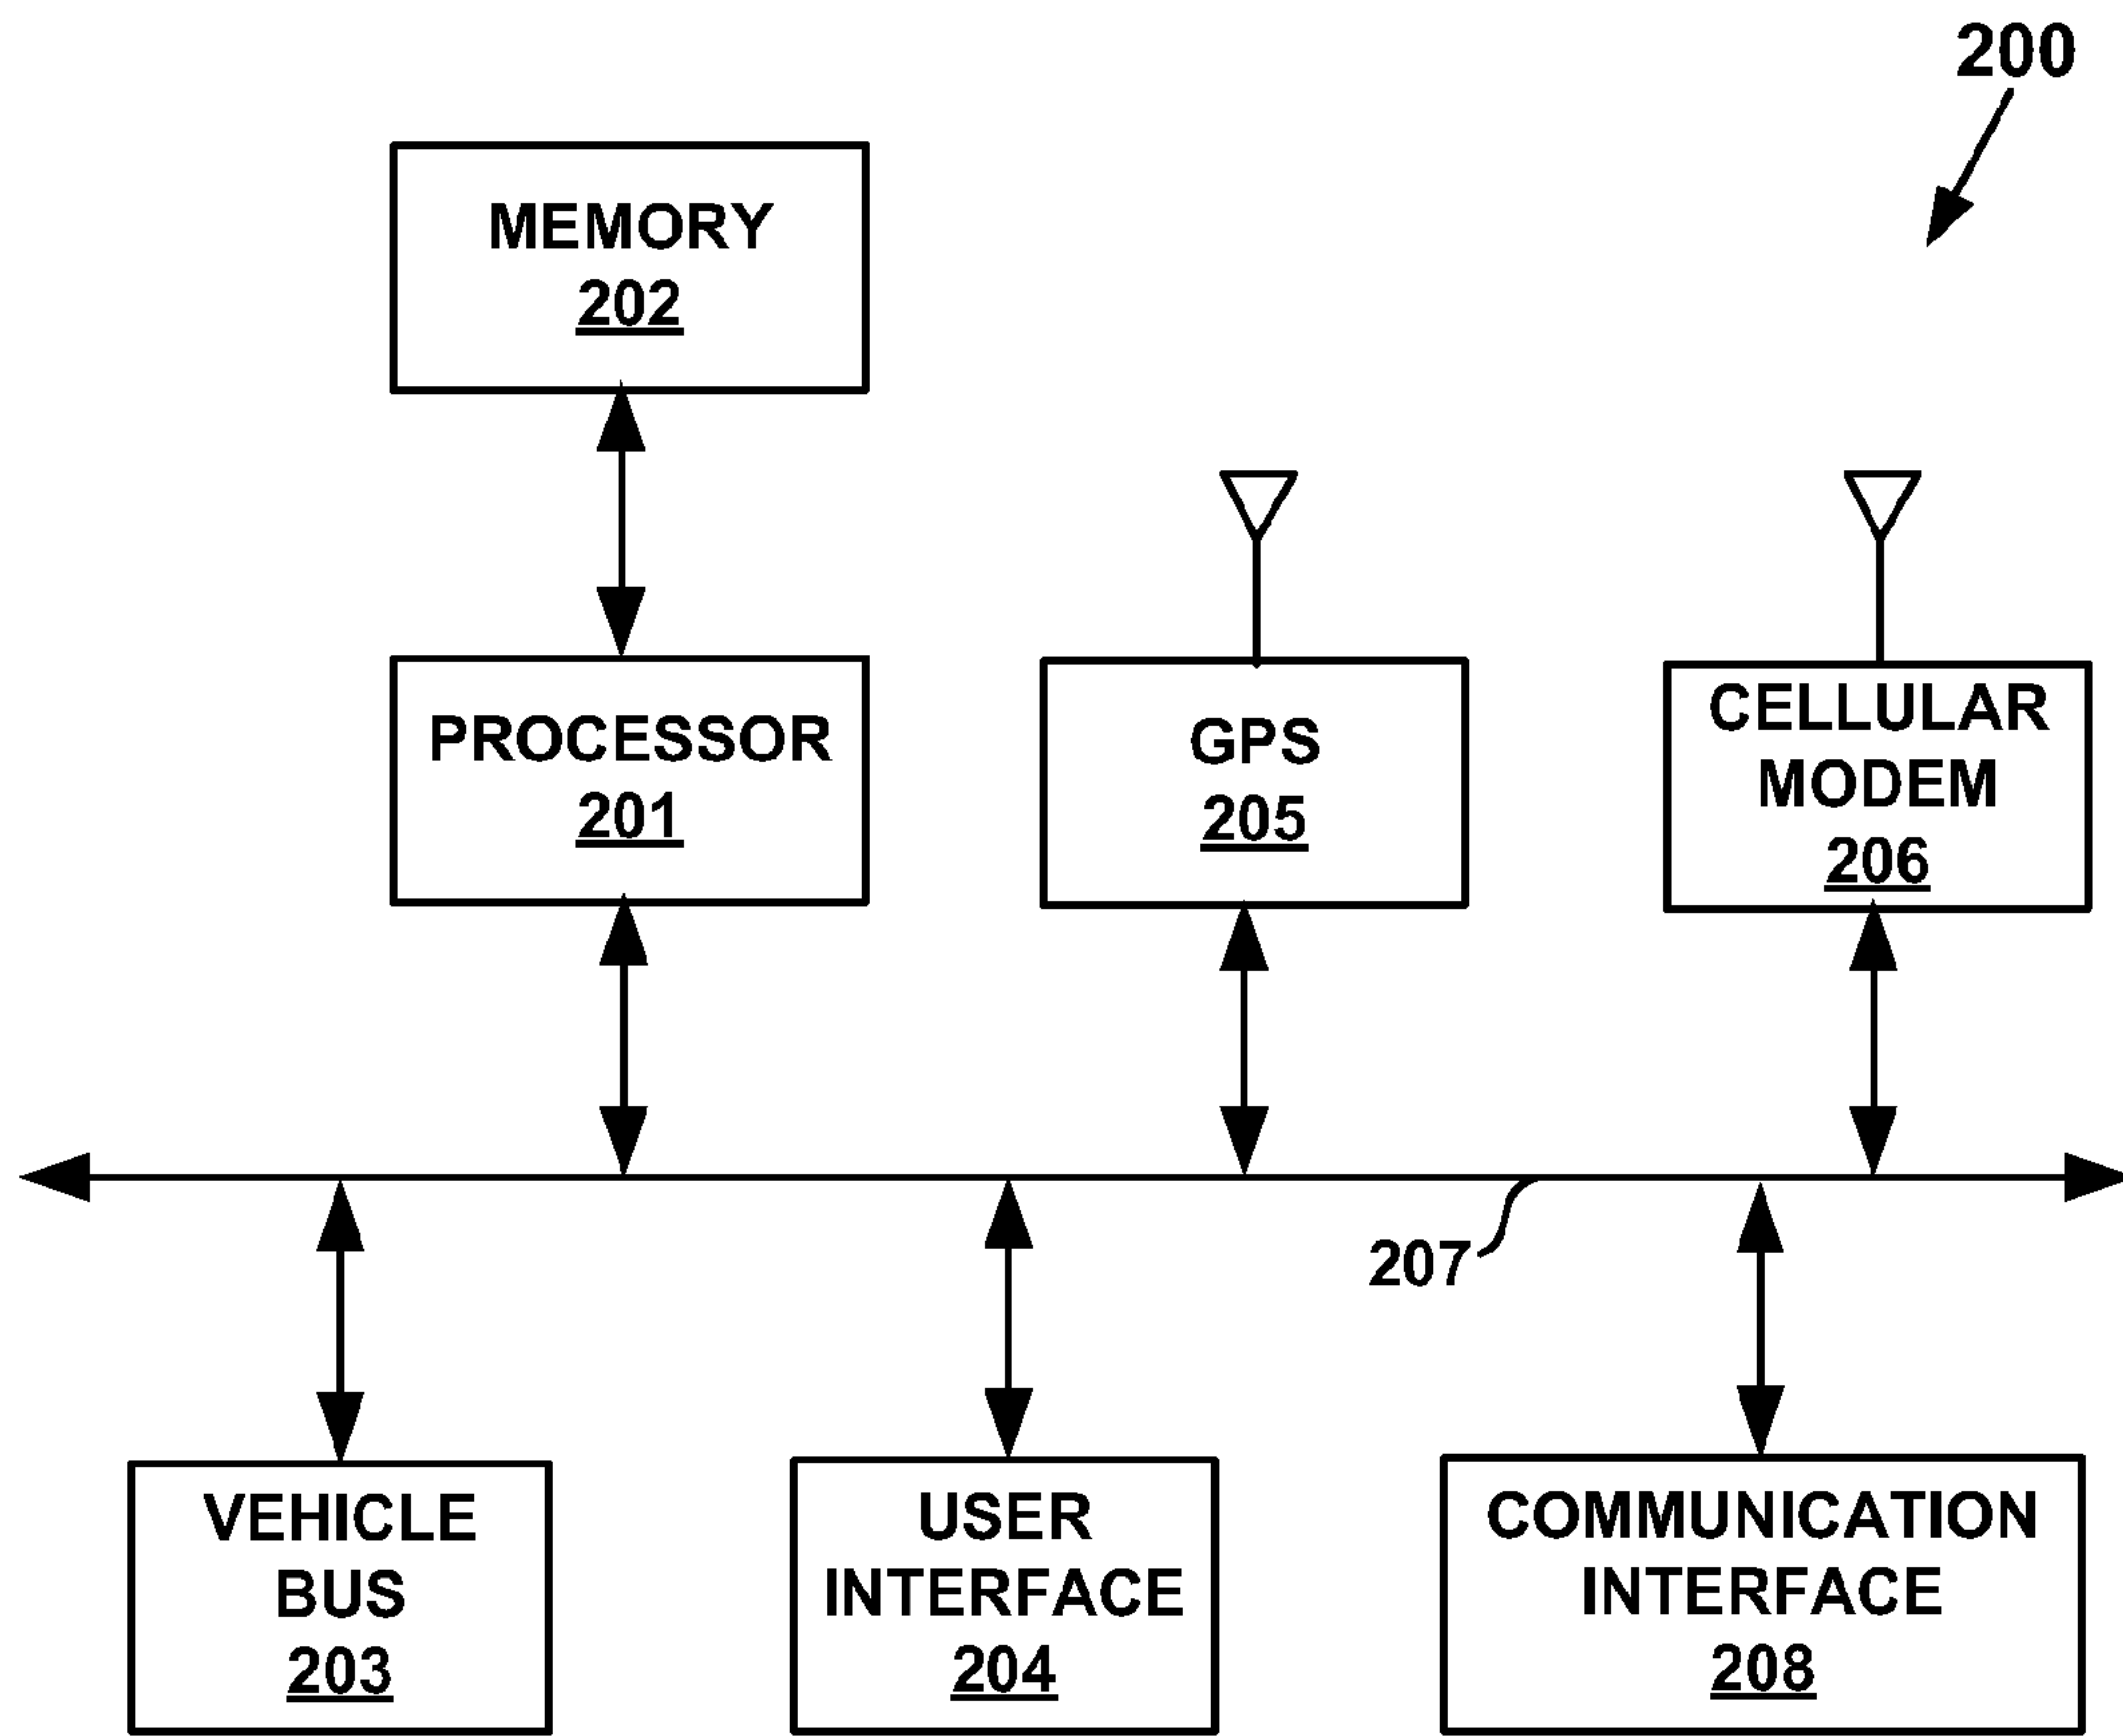 200
MEMORY
202
PROCESSOR
201
GPS
205
CELLULAR
MODEM
206
207
VEHICLE
BUS
203
USER
INTERFACE
204
COMMUNICATION
INTERFACE
208